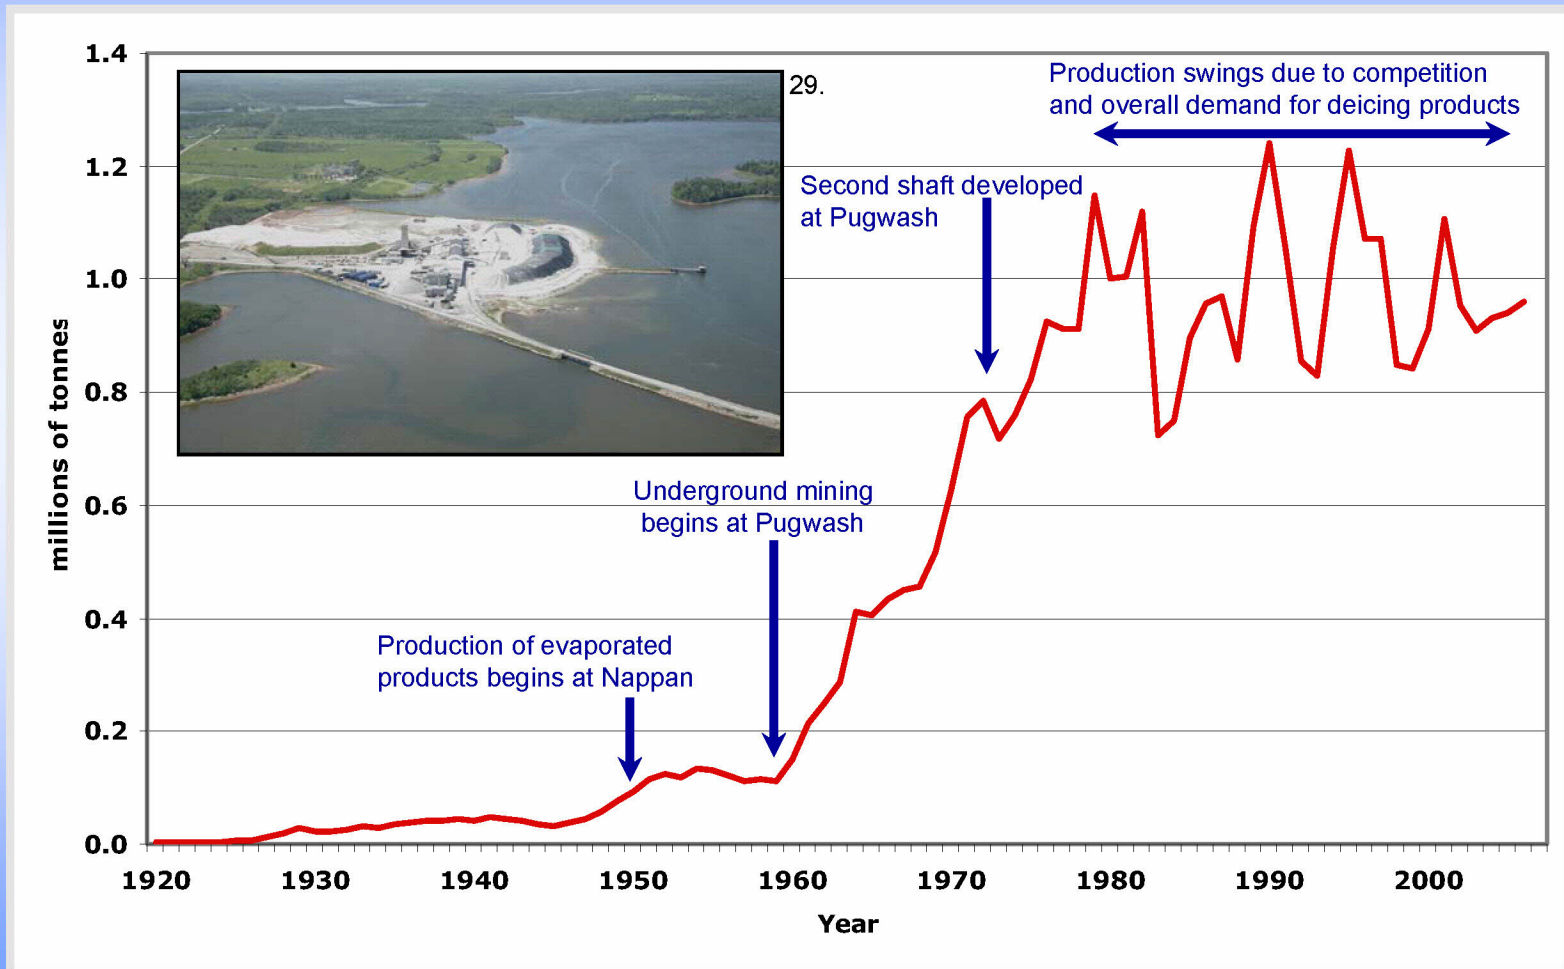 1.4
1.2
1.0
0.8
0.6
0.4
0.2
0.0
millions of tonnes
29.
Production swings due to competition
and overall demand for deicing products
Second shaft developed
at Pugwash
Underground mining
begins at Pugwash
Production of evaporated
products begins at Nappan
1920 1930 1940 1950 1960 1970 1980 1990 2000
Year